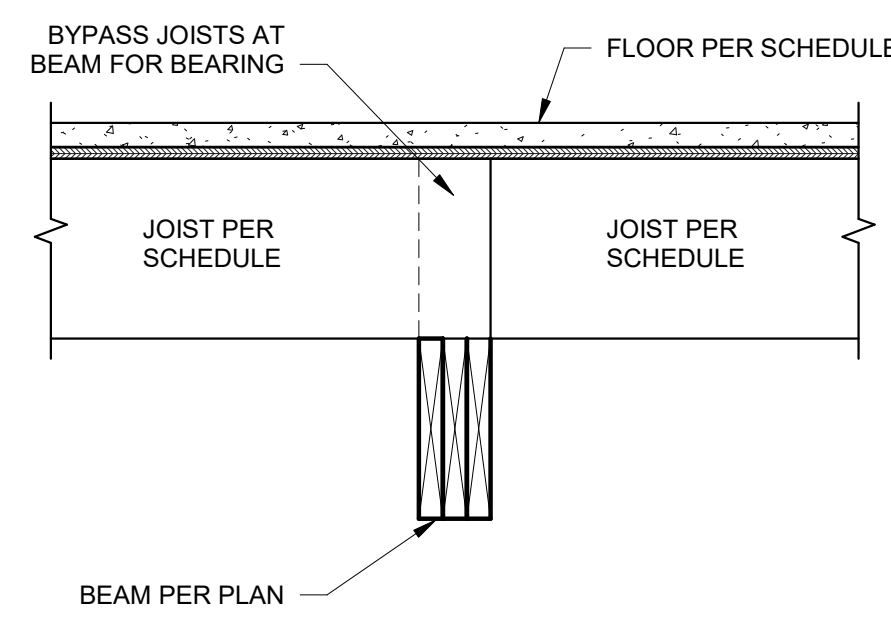 BYPASS JOISTS AT
BEAM FOR BEARING
FLOOR PER SCHEDULE
JOIST PER
SCHEDULE
JOIST PER
SCHEDULE
BEAM PER PLAN